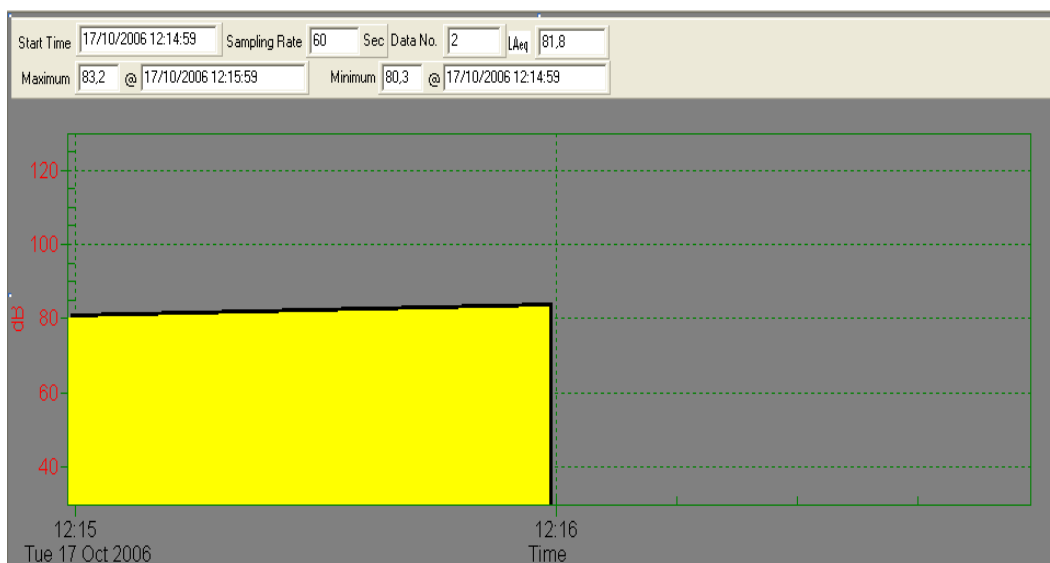 Start Time 17/10/2006 12:14:59 Sampling Rate 60 Sec Data No. 2 LAeq 81,8
Maximum 83,2 @ 17/10/2006 12:15:59 Minimum 80,3 @ 17/10/2006 12:14:59
120
100
dB
80
60
40
12:15 12:16
Tue 17 Oct 2006 Time